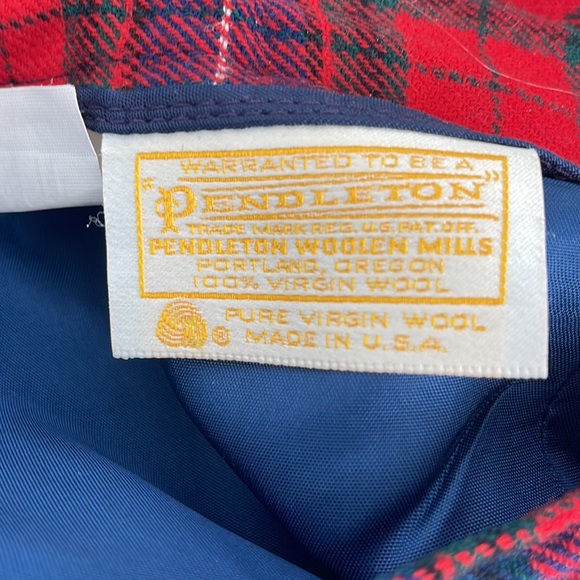 WARRANTED TO BE A
"PENDLETON"
TRADE MARK REG. U.S. PAT. OFF.
PENDLETON WOOLEN MILLS
PORTLAND, OREGON
100% VIRGIN WOOL
® PURE VIRGIN WOOL
MADE IN U.S.A.